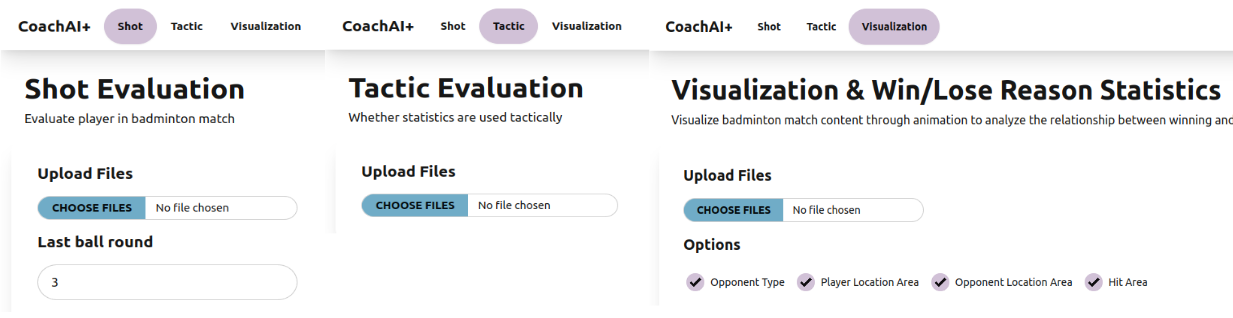 CoachAI+ Shot Tactic Visualization
Shot Evaluation
Evaluate player in badminton match
Upload Files
CHOOSE FILES No file chosen
Last ball round
3
CoachAI+ Shot Tactic Visualization
Tactic Evaluation
Whether statistics are used tactically
Upload Files
CHOOSE FILES No file chosen
CoachAI+ Shot Tactic Visualization
Visualization & Win/Lose Reason Statistics
Visualize badminton match content through animation to analyze the relationship between winning and
Upload Files
CHOOSE FILES No file chosen
Options
Opponent Type Player Location Area Opponent Location Area Hit Area